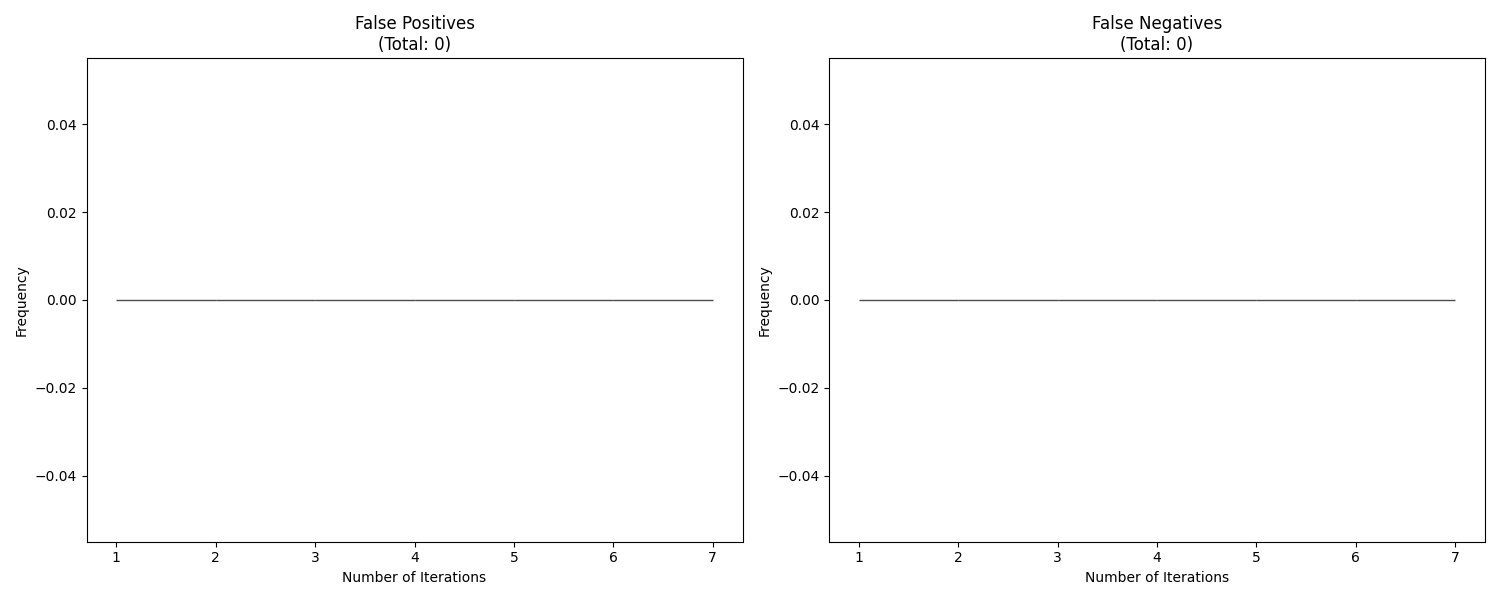 False Positives
(Total: 0)
0.04
0.02
0.00
−0.02
−0.04
Frequency
1 2 3 4 5 6 7
Number of Iterations
False Negatives
(Total: 0)
0.04
0.02
0.00
−0.02
−0.04
Frequency
1 2 3 4 5 6 7
Number of Iterations